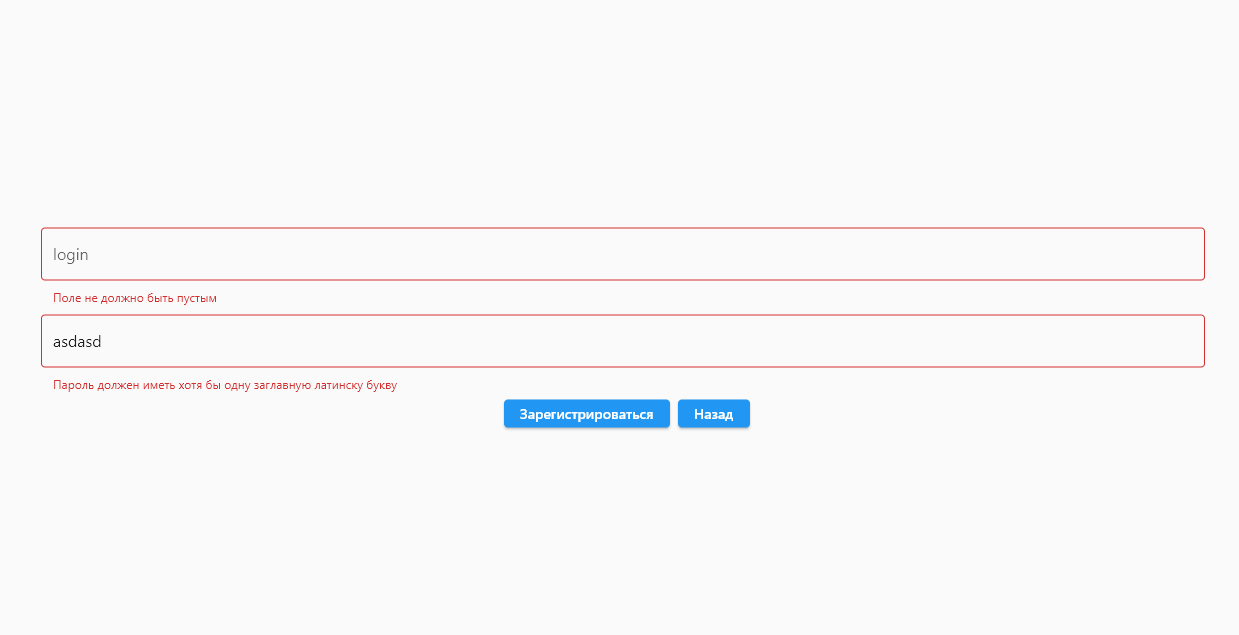 login
Поле не должно быть пустым
asdasd
Пароль должен иметь хотя бы одну заглавную латинску букву
Зарегистрироваться Назад